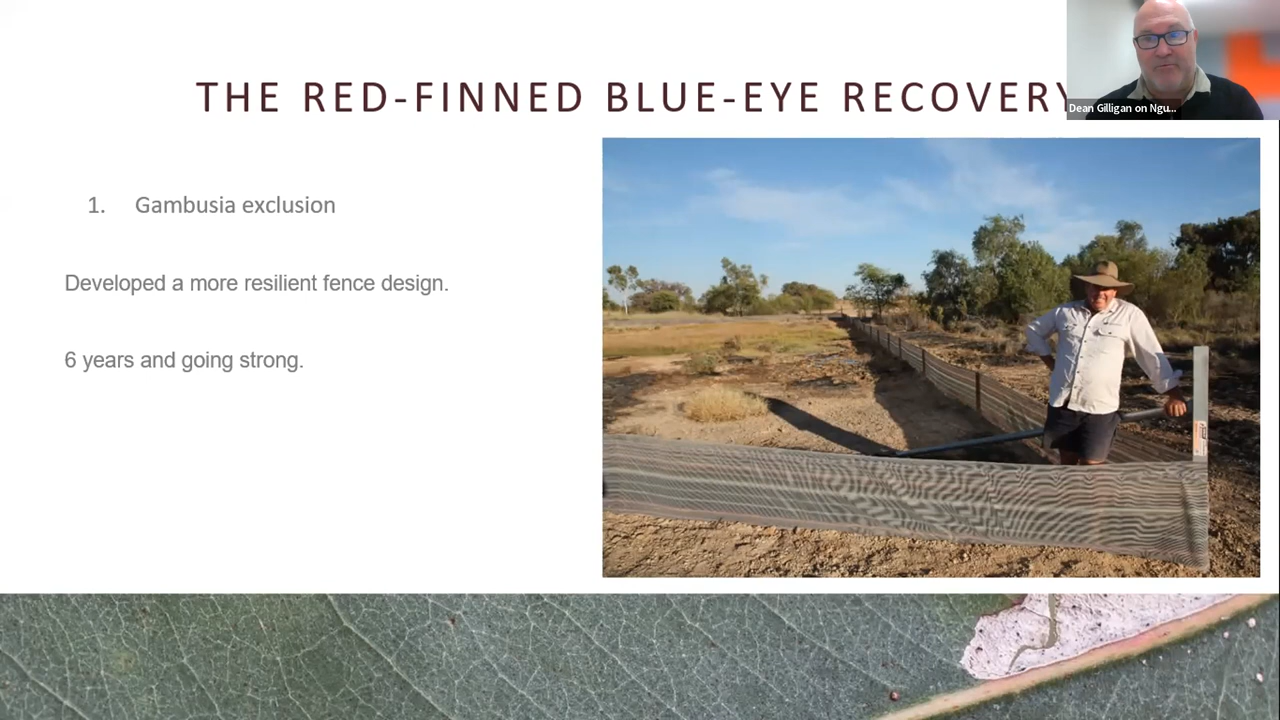 THE RED-FINNED BLUE-EYE RECOVERY
Dean Gilligan on Ngu...
1. Gambusia exclusion
Developed a more resilient fence design.
6 years and going strong.